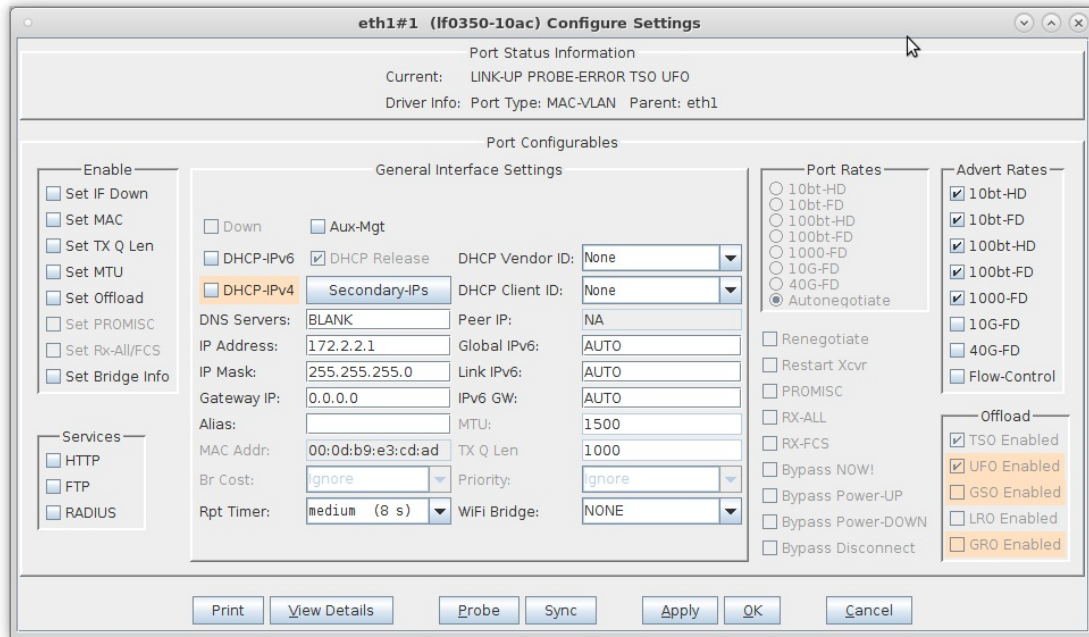 eth1#1 (lf0350-10ac) Configure Settings
Port Status Information
Current: LINK-UP PROBE-ERROR TSO UFO
Driver Info: Port Type: MAC-VLAN Parent: eth1
Port Configurables
Enable
Set IF Down
Set MAC
Set TX Q Len
Set MTU
Set Offload
Set PROMISC
Set Rx-All/FCS
Set Bridge Info
Services
HTTP
FTP
RADIUS
General Interface Settings
Down Aux-Mgt
DHCP-IPv6 DHCP Release DHCP Vendor ID: None
DHCP-IPv4 Secondary-IPs DHCP Client ID: None
DNS Servers: BLANK Peer IP: NA
IP Address: 172.2.2.1 Global IPv6: AUTO
IP Mask: 255.255.255.0 Link IPv6: AUTO
Gateway IP: 0.0.0.0 IPv6 GW: AUTO
Alias: MTU: 1500
MAC Addr: 00:0d:b9:e3:cd:ad TX Q Len 1000
Br Cost: Ignore Priority: Ignore
Rpt Timer: medium (8 s) WiFi Bridge: NONE
Port Rates
10bt-HD
10bt-FD
100bt-HD
100bt-FD
1000-FD
10G-FD
40G-FD
Autonegotiate
Renegotiate
Restart Xcvr
PROMISC
RX-ALL
RX-FCS
Bypass NOW!
Bypass Power-UP
Bypass Power-DOWN
Bypass Disconnect
Advert Rates
10bt-HD
10bt-FD
100bt-HD
100bt-FD
1000-FD
10G-FD
40G-FD
Flow-Control
Offload
TSO Enabled
UFO Enabled
GSO Enabled
LRO Enabled
GRO Enabled
Print View Details Probe Sync Apply OK Cancel